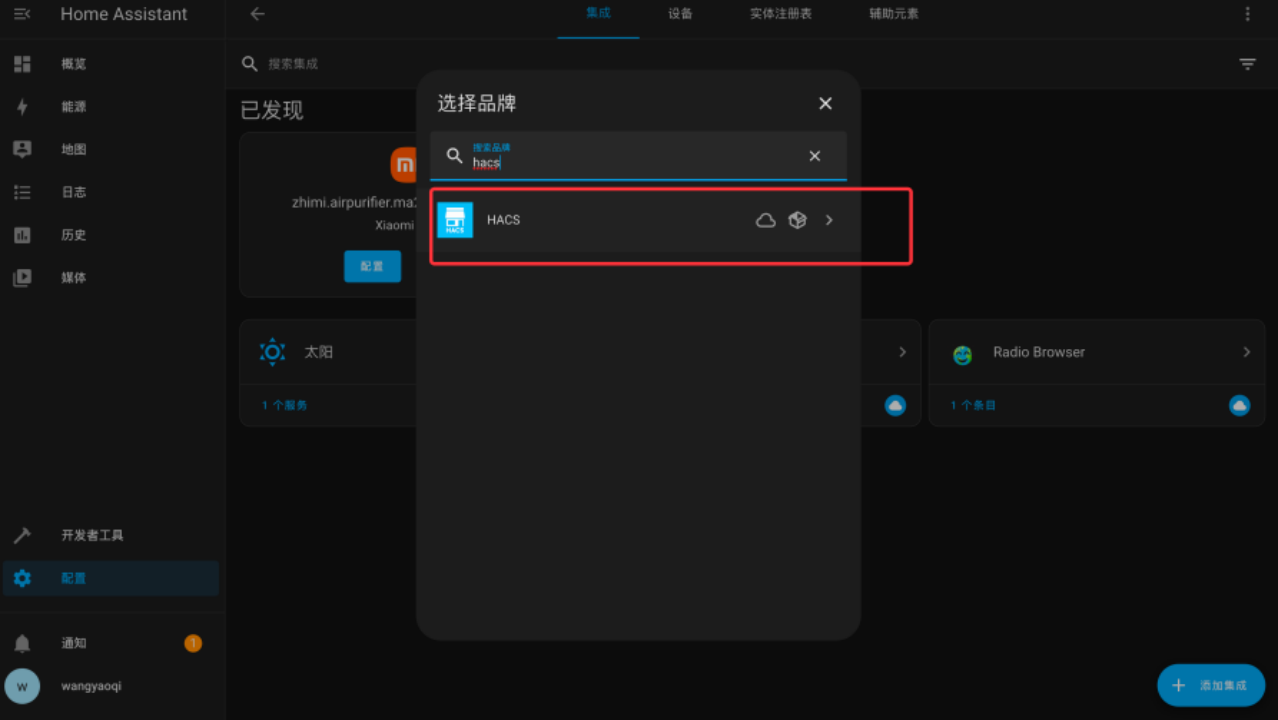 Home Assistant
集成
设备
实体注册表
辅助元素
概览
能源
地图
日志
历史
媒体
开发者工具
配置
通知
1
w
wangyaoqi
搜索集成
已发现
zhimi.airpurifier.ma2
Xiaomi
配置
太阳
1 个服务
Radio Browser
1 个条目
添加集成
选择品牌
搜索品牌
hacs
HACS
HACS